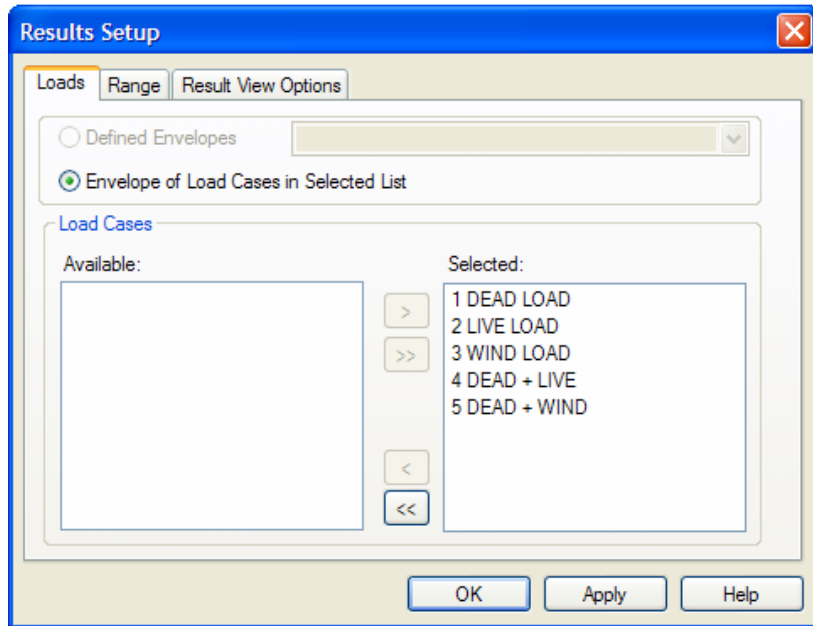 Results Setup
Loads Range Result View Options
Defined Envelopes
Envelope of Load Cases in Selected List
Load Cases
Available:
Selected:
1 DEAD LOAD
2 LIVE LOAD
3 WIND LOAD
4 DEAD + LIVE
5 DEAD + WIND
>
>>
<
<<
OK Apply Help